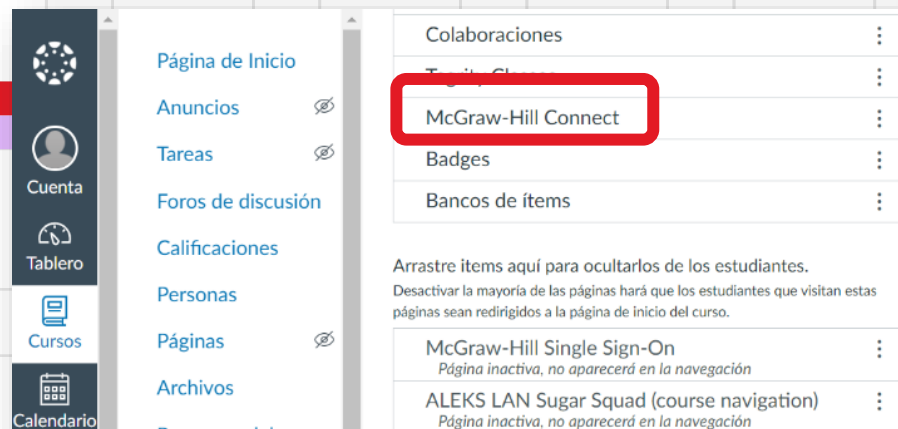 Cuenta
Tablero
Cursos
Calendario
Página de Inicio
Anuncios
Tareas
Foros de discusión
Calificaciones
Personas
Páginas
Archivos
Colaboraciones
Tegrity Classes
McGraw-Hill Connect
Badges
Bancos de ítems
Arrastre items aquí para ocultarlos de los estudiantes.
Desactivar la mayoría de las páginas hará que los estudiantes que visitan estas
páginas sean redirigidos a la página de inicio del curso.
McGraw-Hill Single Sign-On
Página inactiva, no aparecerá en la navegación
ALEKS LAN Sugar Squad (course navigation)
Página inactiva, no aparecerá en la navegación